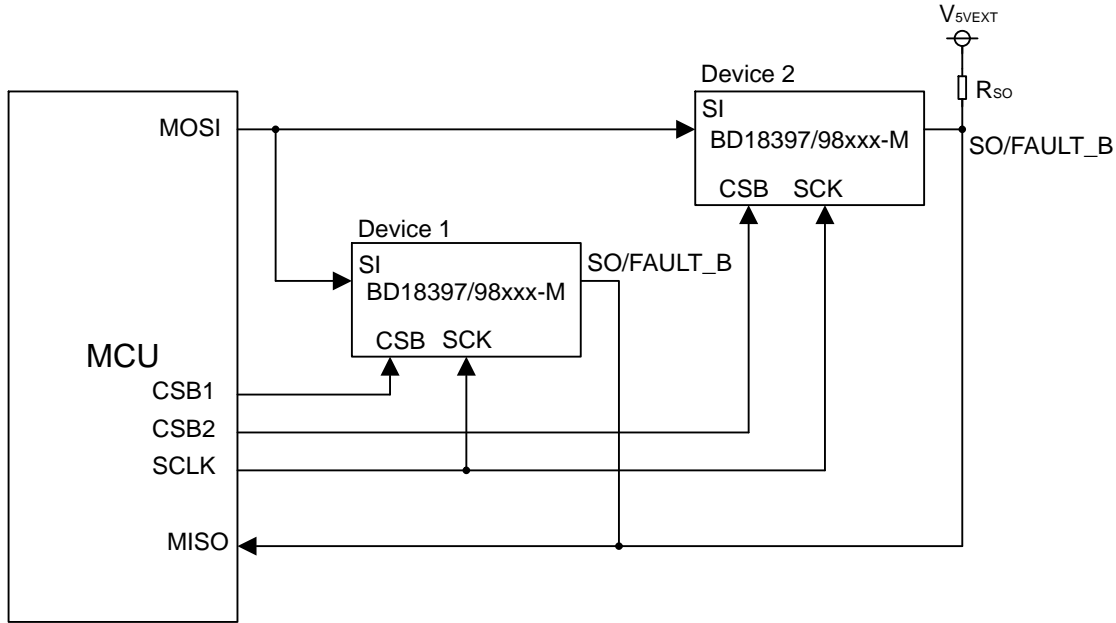 V5VEXT
Device 2
RSO
SI
MOSI
BD18397/98xxx-M
SO/FAULT_B
CSB SCK
Device 1
SI
SO/FAULT_B
BD18397/98xxx-M
CSB SCK
MCU
CSB1
CSB2
SCLK
MISO